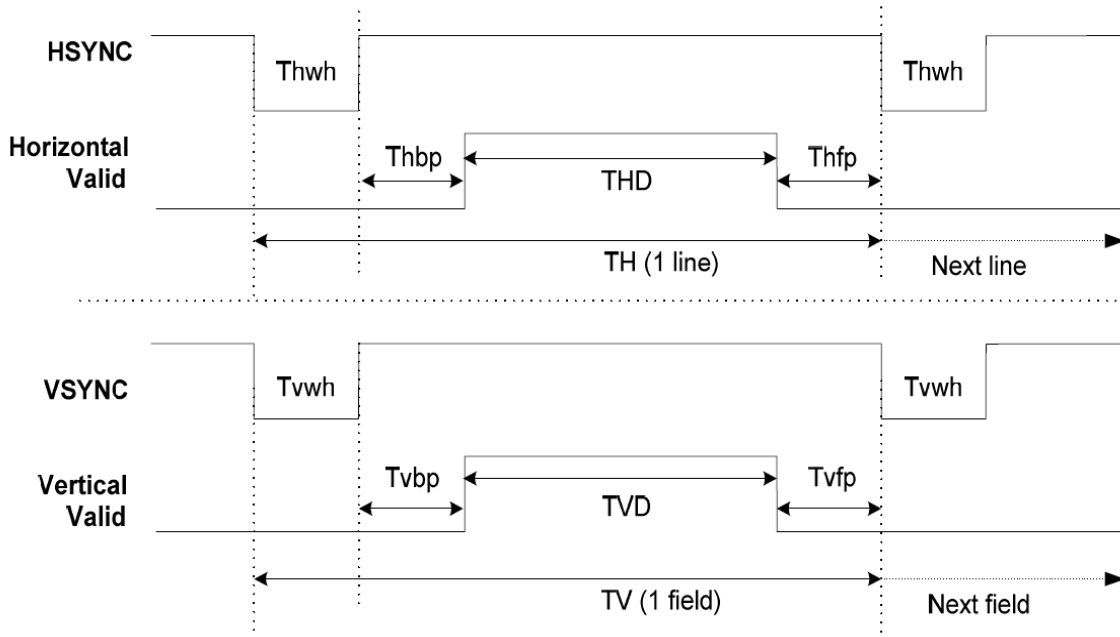 HSYNC
Thwh
Thwh
Horizontal
Valid
Thbp
THD
Thfp
TH (1 line)
Next line
VSYNC
Tvwh
Tvwh
Vertical
Valid
Tvbp
TVD
Tvfp
TV (1 field)
Next field